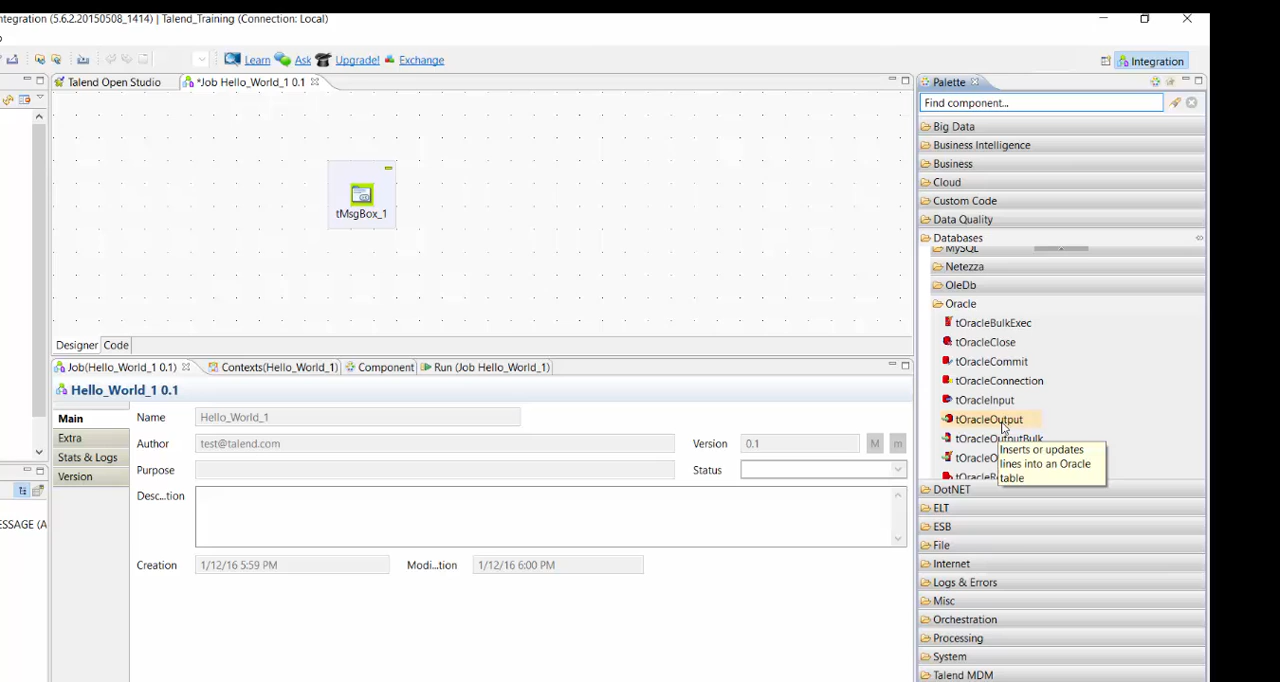 ntegration (5.6.2.20150508_1414) | Talend_Training (Connection: Local)
Learn Ask Upgrade! Exchange
Integration
Talend Open Studio
*Job Hello_World_1 0.1
Palette
Find component...
tMsgBox_1
Big Data
Business Intelligence
Business
Cloud
Custom Code
Data Quality
Databases
MySQL
Netezza
OleDb
Oracle
tOracleBulkExec
tOracleClose
tOracleCommit
tOracleConnection
tOracleInput
tOracleOutput
tOracleOutputBulk
tOracleO
Inserts or updates
lines into an Oracle
table
DotNET
ELT
ESB
File
Internet
Logs & Errors
Misc
Orchestration
Processing
System
Talend MDM
Designer Code
Job(Hello_World_1 0.1)
Contexts(Hello_World_1)
Component
Run (Job Hello_World_1)
Hello_World_1 0.1
Main
Extra
Stats & Logs
Version
Name Hello_World_1
Author test@talend.com Version 0.1 M m
Purpose Status
Desc...tion
Creation 1/12/16 5:59 PM Modi...tion 1/12/16 6:00 PM
ESSAGE (A